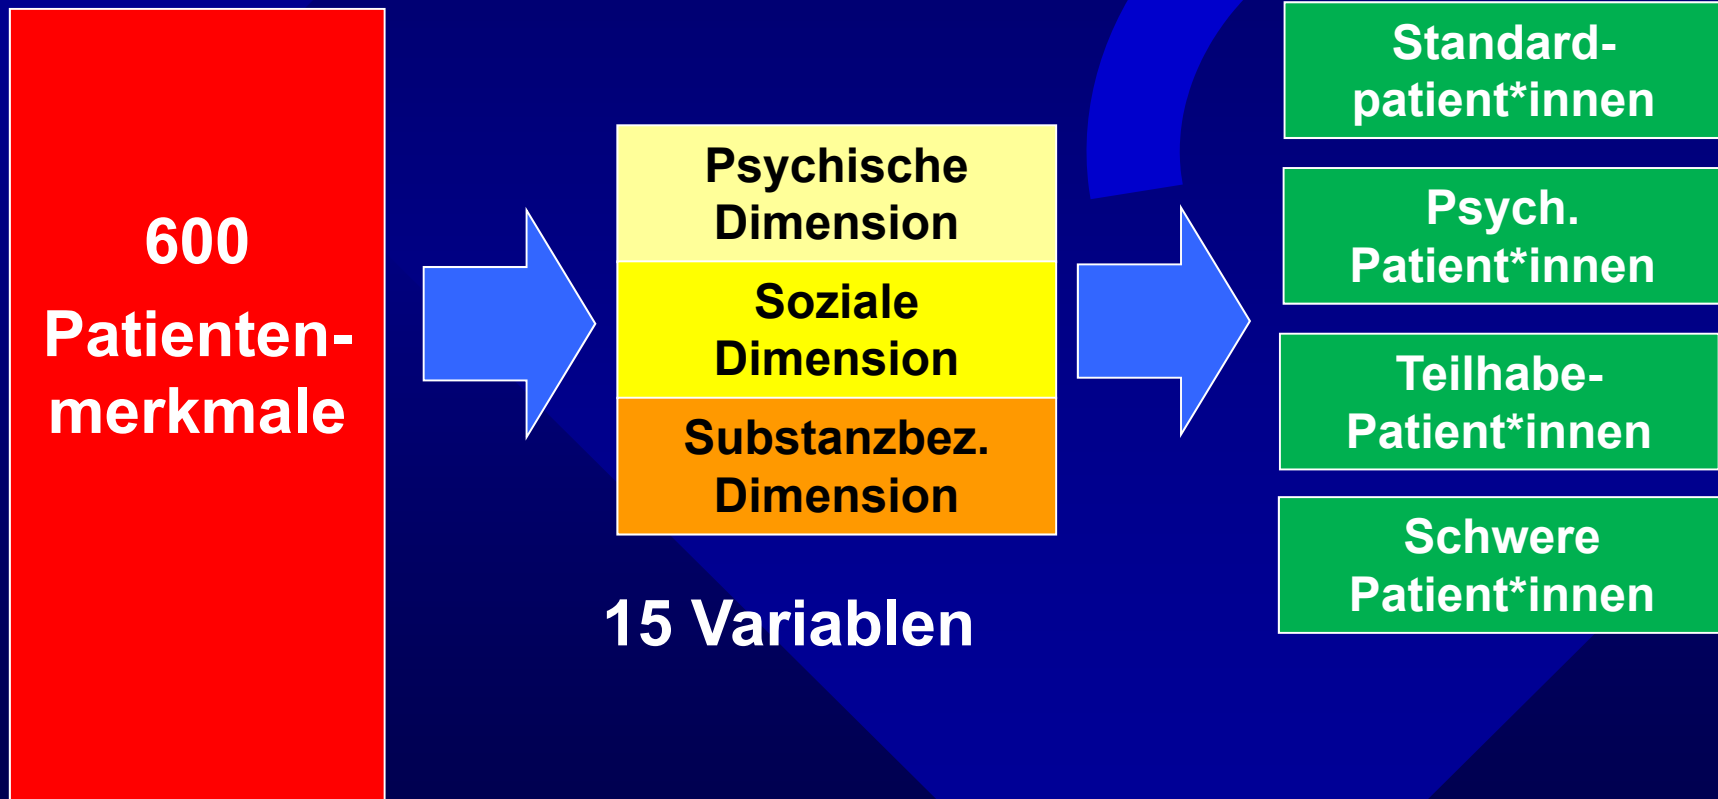 600
Patienten-
merkmale
Psychische
Dimension
Soziale
Dimension
Substanzbez.
Dimension
15 Variablen
Standard-
patient*innen
Psych.
Patient*innen
Teilhabe-
Patient*innen
Schwere
Patient*innen